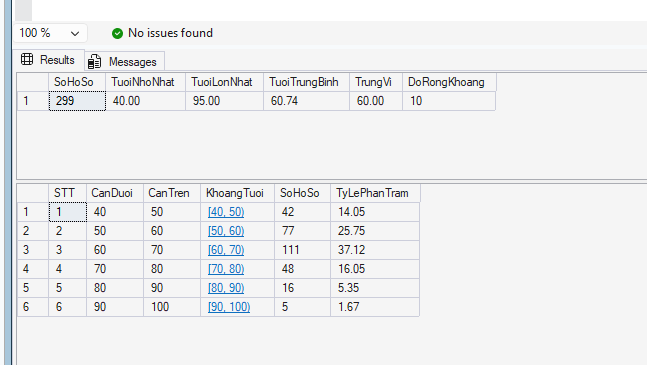 100 %
No issues found
Results Messages
SoHoSo TuoiNhoNhat TuoiLonNhat TuoiTrungBinh TrungVi DoRongKhoang
1 299 40.00 95.00 60.74 60.00 10
STT CanDuoi CanTren KhoangTuoi SoHoSo TyLePhanTram
1 1 40 50 [40, 50) 42 14.05
2 2 50 60 [50, 60) 77 25.75
3 3 60 70 [60, 70) 111 37.12
4 4 70 80 [70, 80) 48 16.05
5 5 80 90 [80, 90) 16 5.35
6 6 90 100 [90, 100) 5 1.67